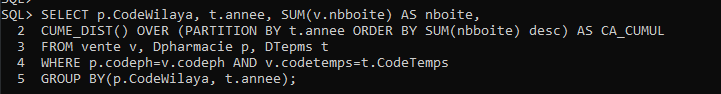 SQL> SELECT p.CodeWilaya, t.annee, SUM(v.nbboite) AS nboite,
2 CUME_DIST() OVER (PARTITION BY t.annee ORDER BY SUM(nbboite) desc) AS CA_CUMUL
3 FROM vente v, Dpharmacie p, DTepms t
4 WHERE p.codeph=v.codeph AND v.codetemps=t.CodeTemps
5 GROUP BY(p.CodeWilaya, t.annee);